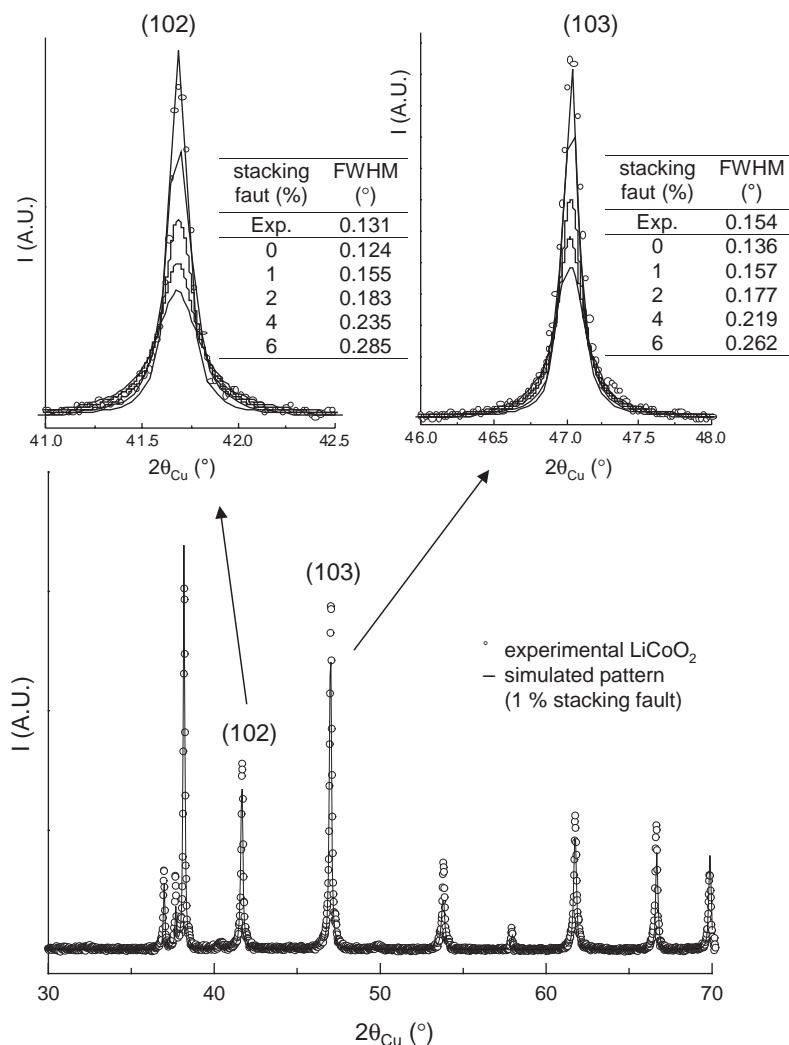 (102)
I (A.U.)
stacking faut (%) FWHM (°)
Exp. 0.131
0 0.124
1 0.155
2 0.183
4 0.235
6 0.285
41.0 41.5 42.0 42.5
2θCu (°)
(103)
I (A.U.)
stacking faut (%) FWHM (°)
Exp. 0.154
0 0.136
1 0.157
2 0.177
4 0.219
6 0.262
46.0 46.5 47.0 47.5 48.0
2θCu (°)
I (A.U.)
(102)
(103)
° experimental LiCoO₂
– simulated pattern
(1 % stacking fault)
30 40 50 60 70
2θCu (°)